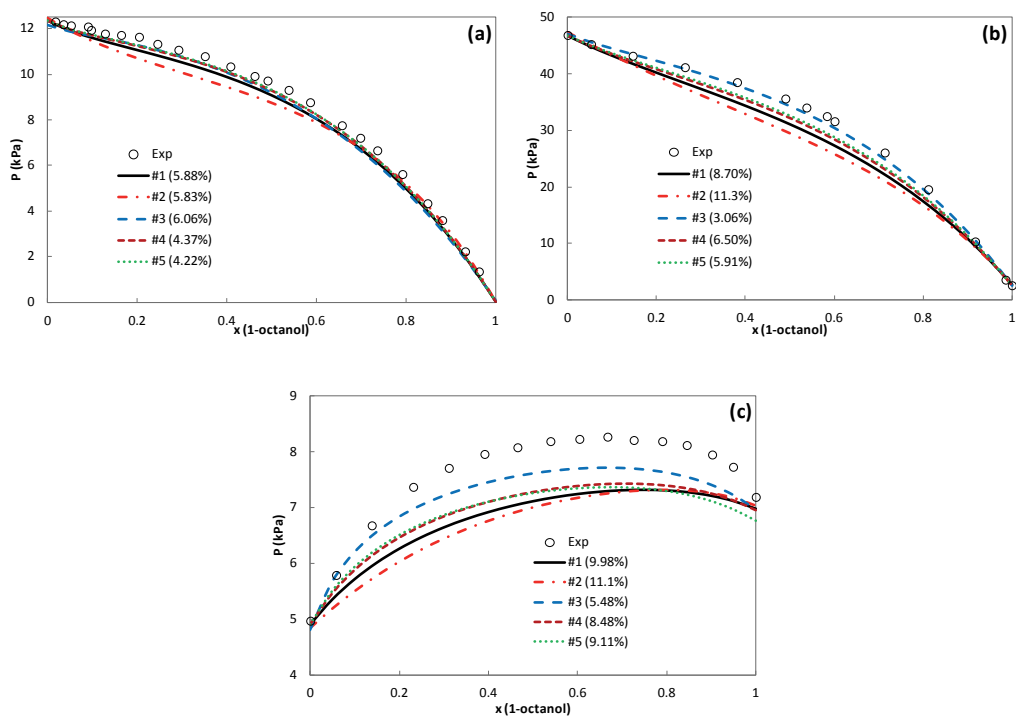 (a)
12
10
8
6
4
2
0
P (kPa)
Exp
#1 (5.88%)
#2 (5.83%)
#3 (6.06%)
#4 (4.37%)
#5 (4.22%)
0 0.2 0.4 0.6 0.8 1
x (1-octanol)
(b)
50
40
30
20
10
0
P (kPa)
Exp
#1 (8.70%)
#2 (11.3%)
#3 (3.06%)
#4 (6.50%)
#5 (5.91%)
0 0.2 0.4 0.6 0.8 1
x (1-octanol)
(c)
9
8
7
6
5
4
P (kPa)
Exp
#1 (9.98%)
#2 (11.1%)
#3 (5.48%)
#4 (8.48%)
#5 (9.11%)
0 0.2 0.4 0.6 0.8 1
x (1-octanol)